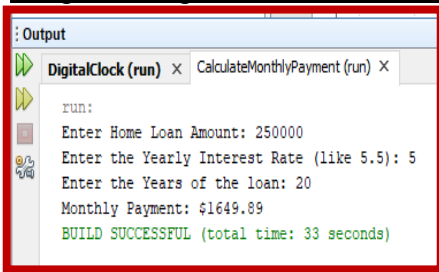 Output
DigitalClock (run) × CalculateMonthlyPayment (run) ×
run:
Enter Home Loan Amount: 250000
Enter the Yearly Interest Rate (like 5.5): 5
Enter the Years of the loan: 20
Monthly Payment: $1649.89
BUILD SUCCESSFUL (total time: 33 seconds)